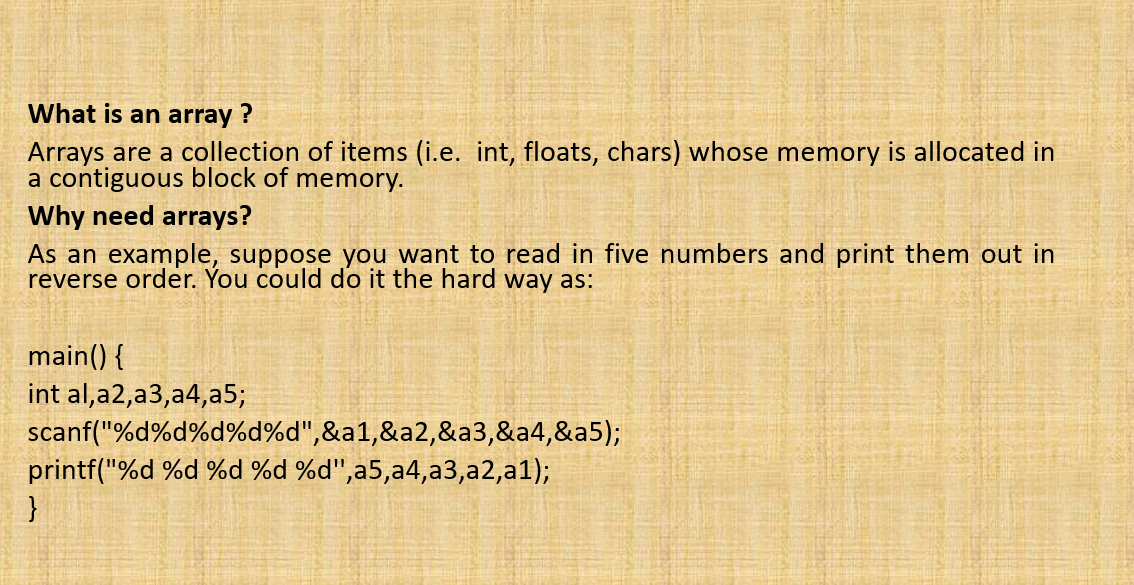 What is an array ?
Arrays are a collection of items (i.e.  int, floats, chars) whose memory is allocated in
a contiguous block of memory.
Why need arrays?
As an example, suppose you want to read in five numbers and print them out in
reverse order. You could do it the hard way as:
main() {
int al,a2,a3,a4,a5;
scanf("%d%d%d%d%d",&a1,&a2,&a3,&a4,&a5);
printf("%d %d %d %d %d'',a5,a4,a3,a2,a1);
}